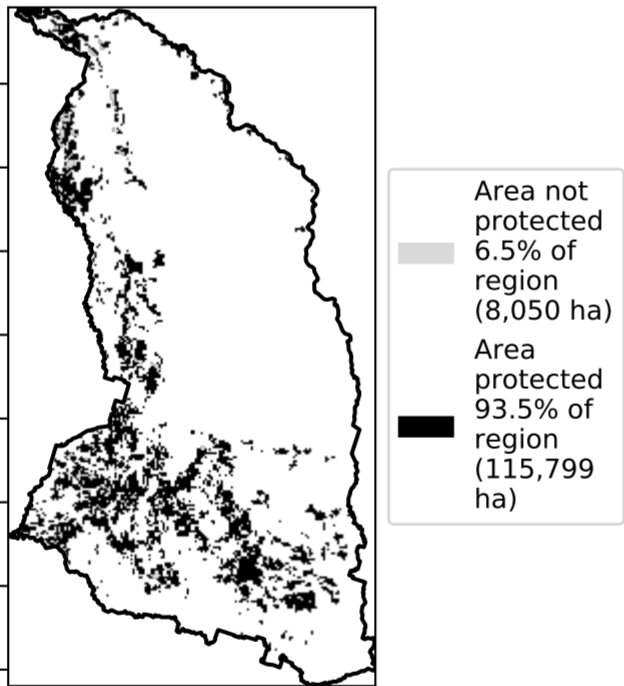 Area not
protected
6.5% of
region
(8,050 ha)
Area
protected
93.5% of
region
(115,799
ha)